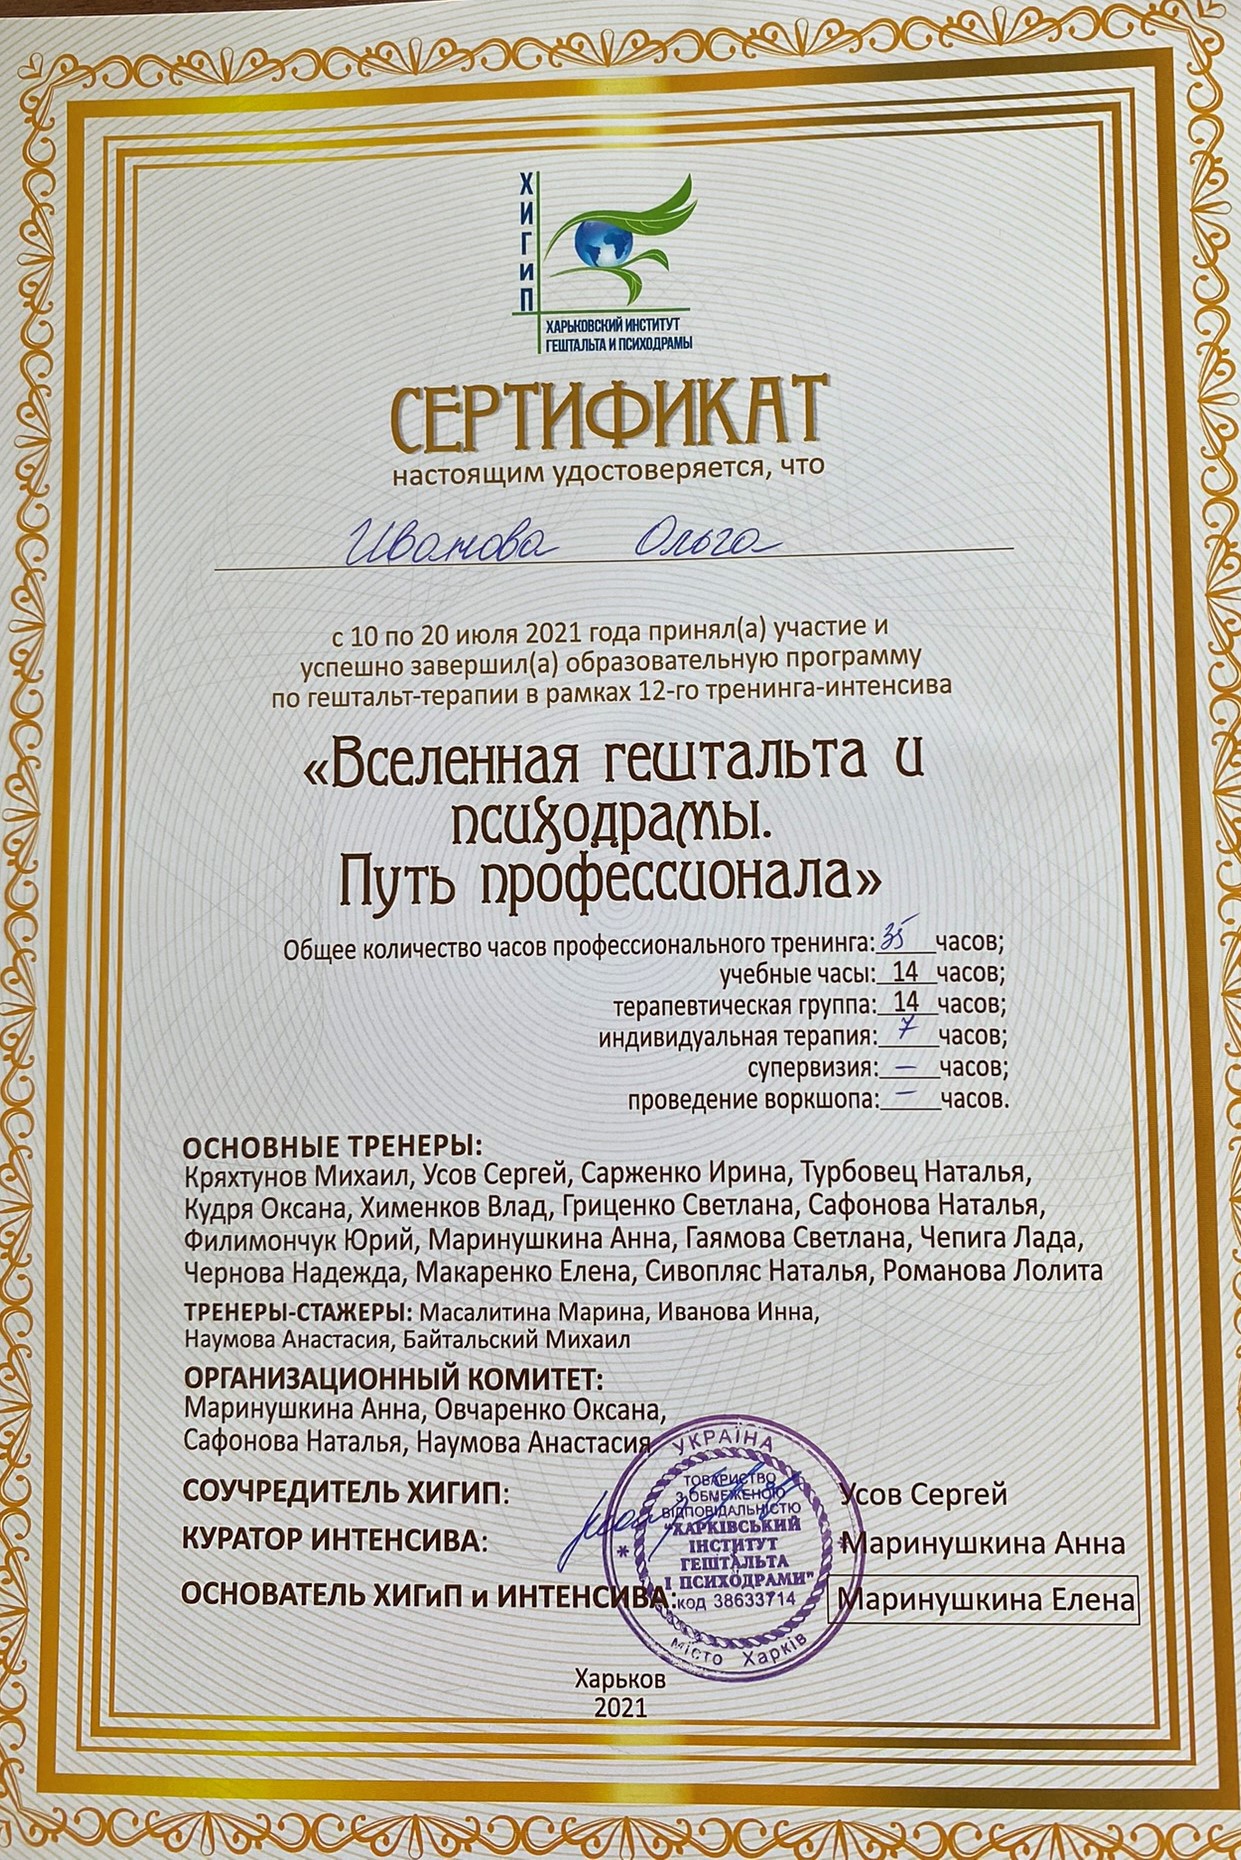 ХИГиП
ХАРЬКОВСКИЙ ИНСТИТУТ
ГЕШТАЛЬТА И ПСИХОДРАМЫ
СЕРТИФИКАТ
настоящим удостоверяется, что
Иванова Ольга
с 10 по 20 июля 2021 года принял(а) участие и
успешно завершил(а) образовательную программу
по гештальт-терапии в рамках 12-го тренинга-интенсива
«Вселенная гештальта и
психодрамы.
Путь профессионала»
Общее количество часов профессионального тренинга: 35 часов;
учебные часы: 14 часов;
терапевтическая группа: 14 часов;
индивидуальная терапия: 7 часов;
супервизия: — часов;
проведение воркшопа: — часов.
ОСНОВНЫЕ ТРЕНЕРЫ:
Кряхтунов Михаил, Усов Сергей, Сарженко Ирина, Турбовец Наталья,
Кудря Оксана, Хименков Влад, Гриценко Светлана, Сафонова Наталья,
Филимончук Юрий, Маринушкина Анна, Гаямова Светлана, Чепига Лада,
Чернова Надежда, Макаренко Елена, Сивопляс Наталья, Романова Лолита
ТРЕНЕРЫ-СТАЖЕРЫ: Масалитина Марина, Иванова Инна,
Наумова Анастасия, Байтальский Михаил
ОРГАНИЗАЦИОННЫЙ КОМИТЕТ:
Маринушкина Анна, Овчаренко Оксана,
Сафонова Наталья, Наумова Анастасия
СОУЧРЕДИТЕЛЬ ХИГИП: Усов Сергей
КУРАТОР ИНТЕНСИВА: Маринушкина Анна
ОСНОВАТЕЛЬ ХИГиП и ИНТЕНСИВА: Маринушкина Елена
УКРАЇНА
ТОВАРИСТВО
З ОБМЕЖЕНОЮ
ВІДПОВІДАЛЬНІСТЮ
"ХАРКІВСЬКИЙ
ІНСТИТУТ
ГЕШТАЛЬТА
І ПСИХОДРАМИ"
код 38633714
місто Харків
Харьков
2021